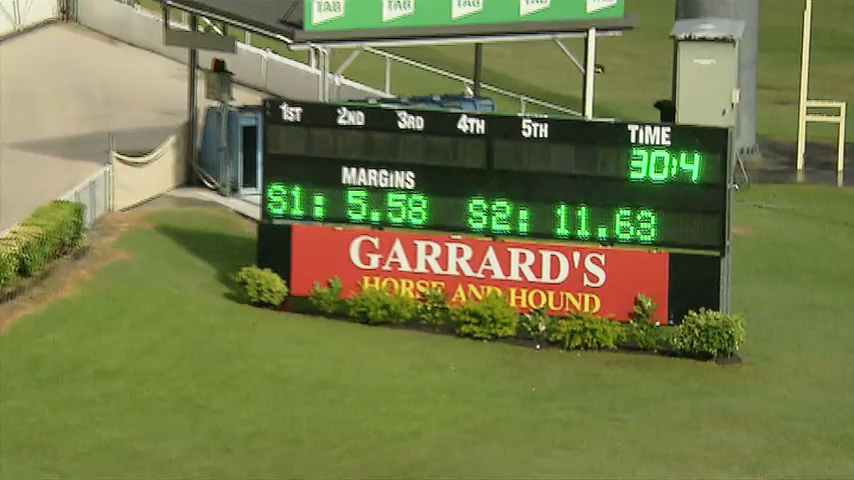 TAB TAB TAB TAB TAB
1ST 2ND 3RD 4TH 5TH TIME
30:4
MARGINS
S1: 5.58 S2: 11.63
GARRARD'S
HORSE AND HOUND